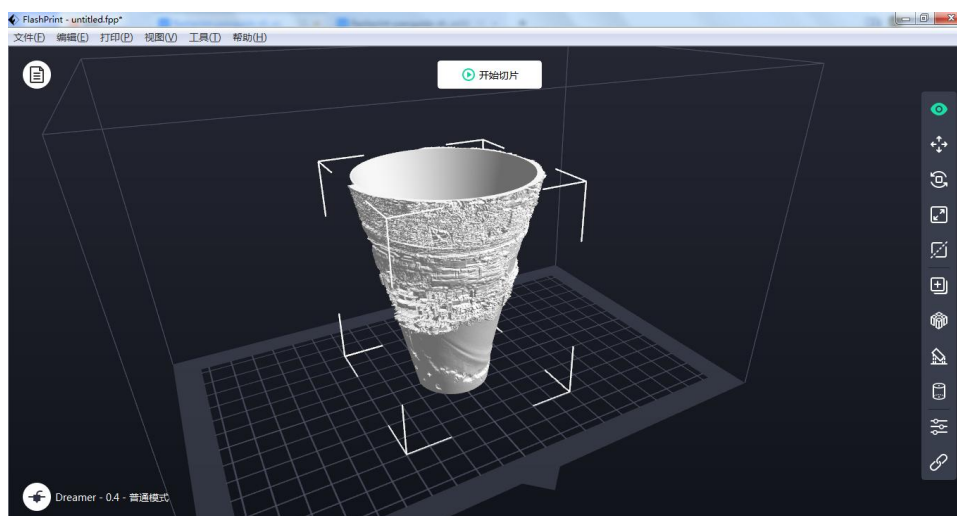 FlashPrint - untitled.fpp*
文件(F) 编辑(E) 打印(P) 视图(V) 工具(T) 帮助(H)
开始切片
Dreamer - 0.4 - 普通模式